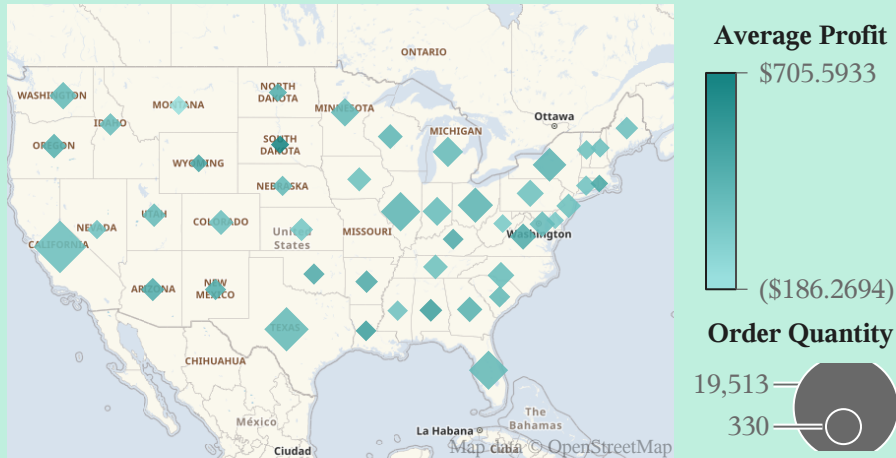 ONTARIO
WASHINGTON
MONTANA
NORTH
DAKOTA
MINNESOTA
IDAHO
Ottawa
OREGON
SOUTH
DAKOTA
MICHIGAN
WYOMING
NEBRASKA
NEVADA
UTAH
COLORADO
United
States
MISSOURI
Washington
CALIFORNIA
ARIZONA
NEW
MEXICO
TEXAS
CHIHUAHUA
México
La Habana
The
Bahamas
Cuba
Ciudad
Map data © OpenStreetMap
Average Profit
$705.5933
($186.2694)
Order Quantity
19,513
330